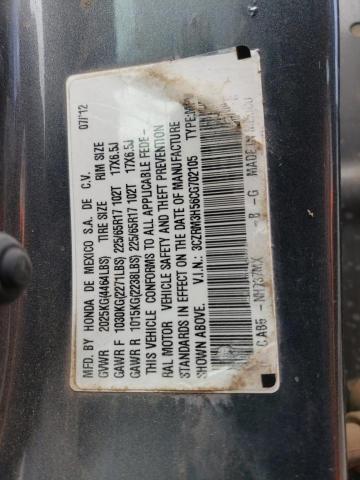 MFD. BY HONDA DE MEXICO S.A. DE C.V. 07/12
GVWR 2025KG(4464LBS) TIRE SIZE RIM SIZE
GAWR F 1030KG(2271LBS) 225/65R17 102T 17X6.5J
GAWR R 1015KG(2238LBS) 225/65R17 102T 17X6.5J
THIS VEHICLE CONFORMS TO ALL APPLICABLE FEDE-
RAL MOTOR VEHICLE SAFETY AND THEFT PREVENTION
STANDARDS IN EFFECT ON THE DATE OF MANUFACTURE
SHOWN ABOVE. V.I.N.: 3CZRM3H56CG702105 TYPE:MPV
NH737MX - B - G MADE IN MEXICO